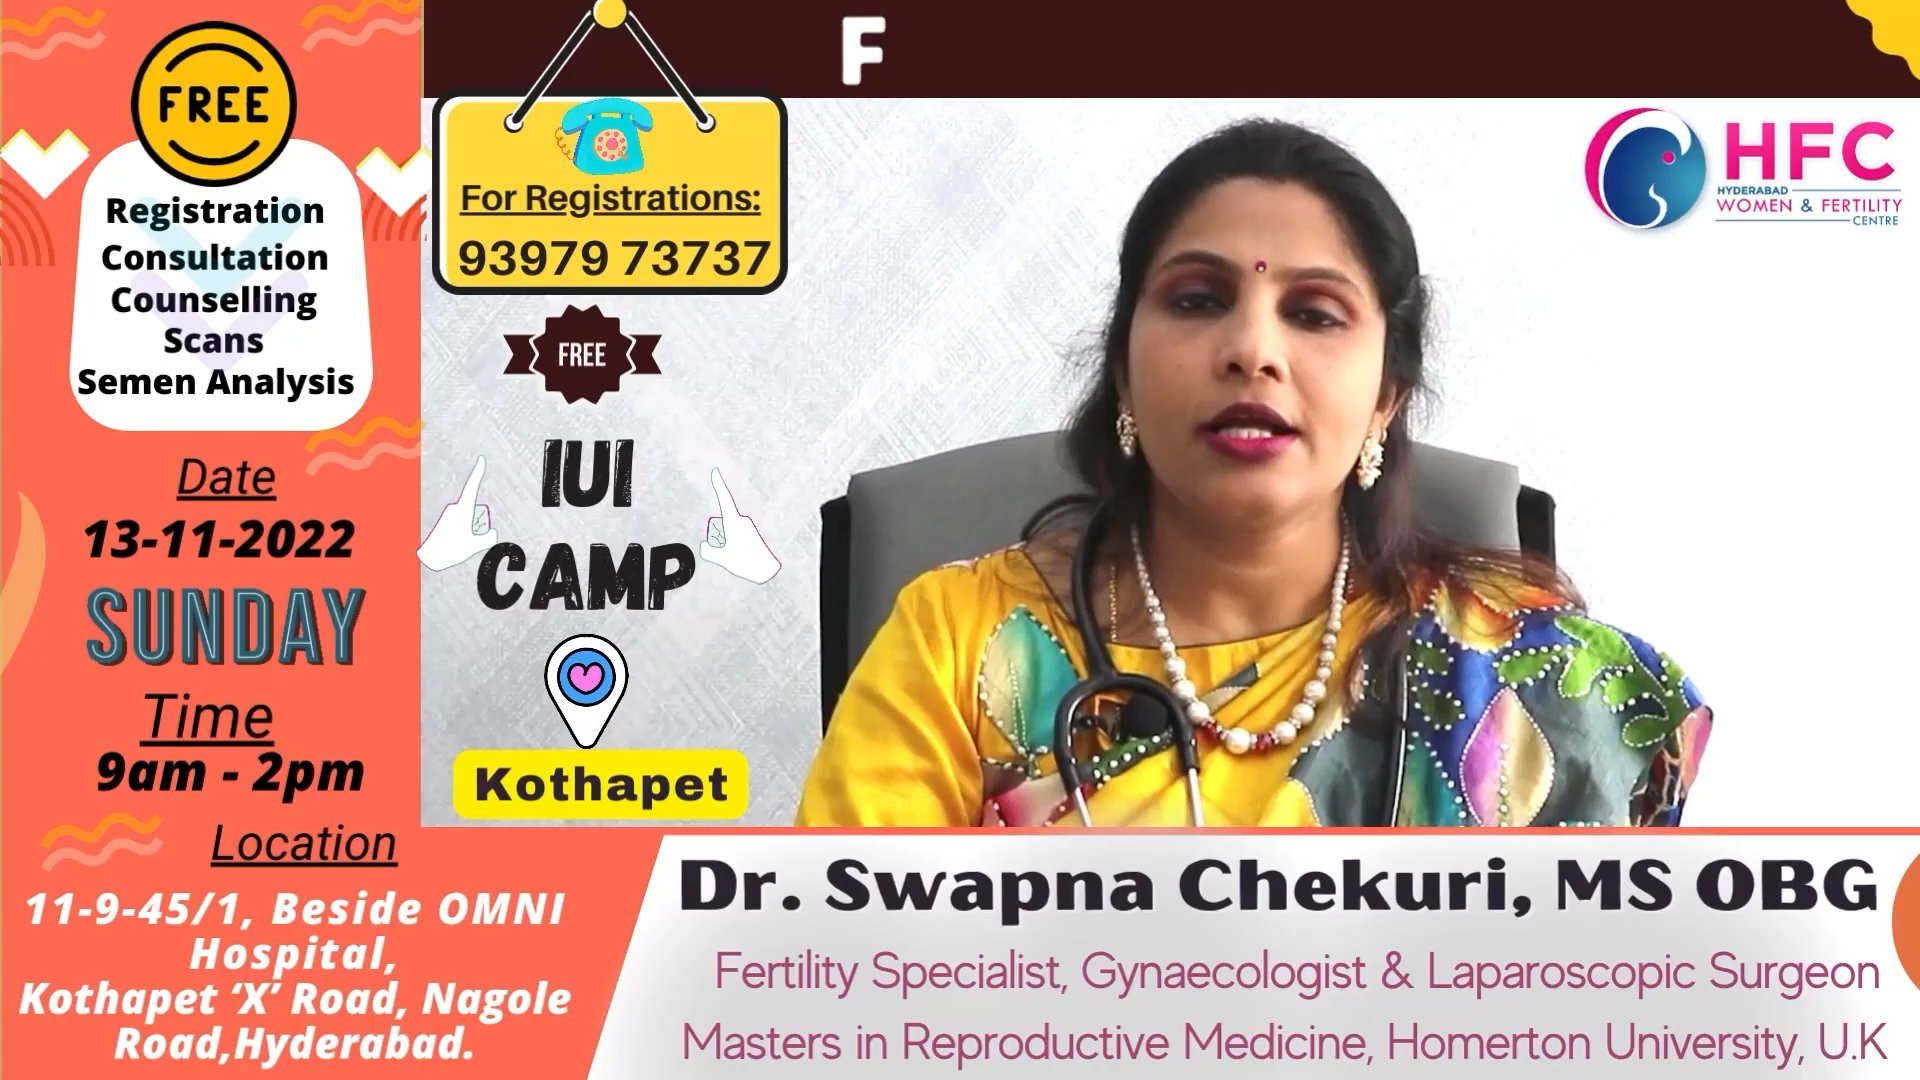 FREE
Registration
Consultation
Counselling
Scans
Semen Analysis
Date
13-11-2022
SUNDAY
Time
9am - 2pm
Location
11-9-45/1, Beside OMNI
Hospital,
Kothapet ‘X’ Road, Nagole
Road,Hyderabad.
F
For Registrations:
93979 73737
FREE
IUI
CAMP
Kothapet
HFC
HYDERABAD
WOMEN & FERTILITY
CENTRE
Dr. Swapna Chekuri, MS OBG
Fertility Specialist, Gynaecologist & Laparoscopic Surgeon
Masters in Reproductive Medicine, Homerton University, U.K